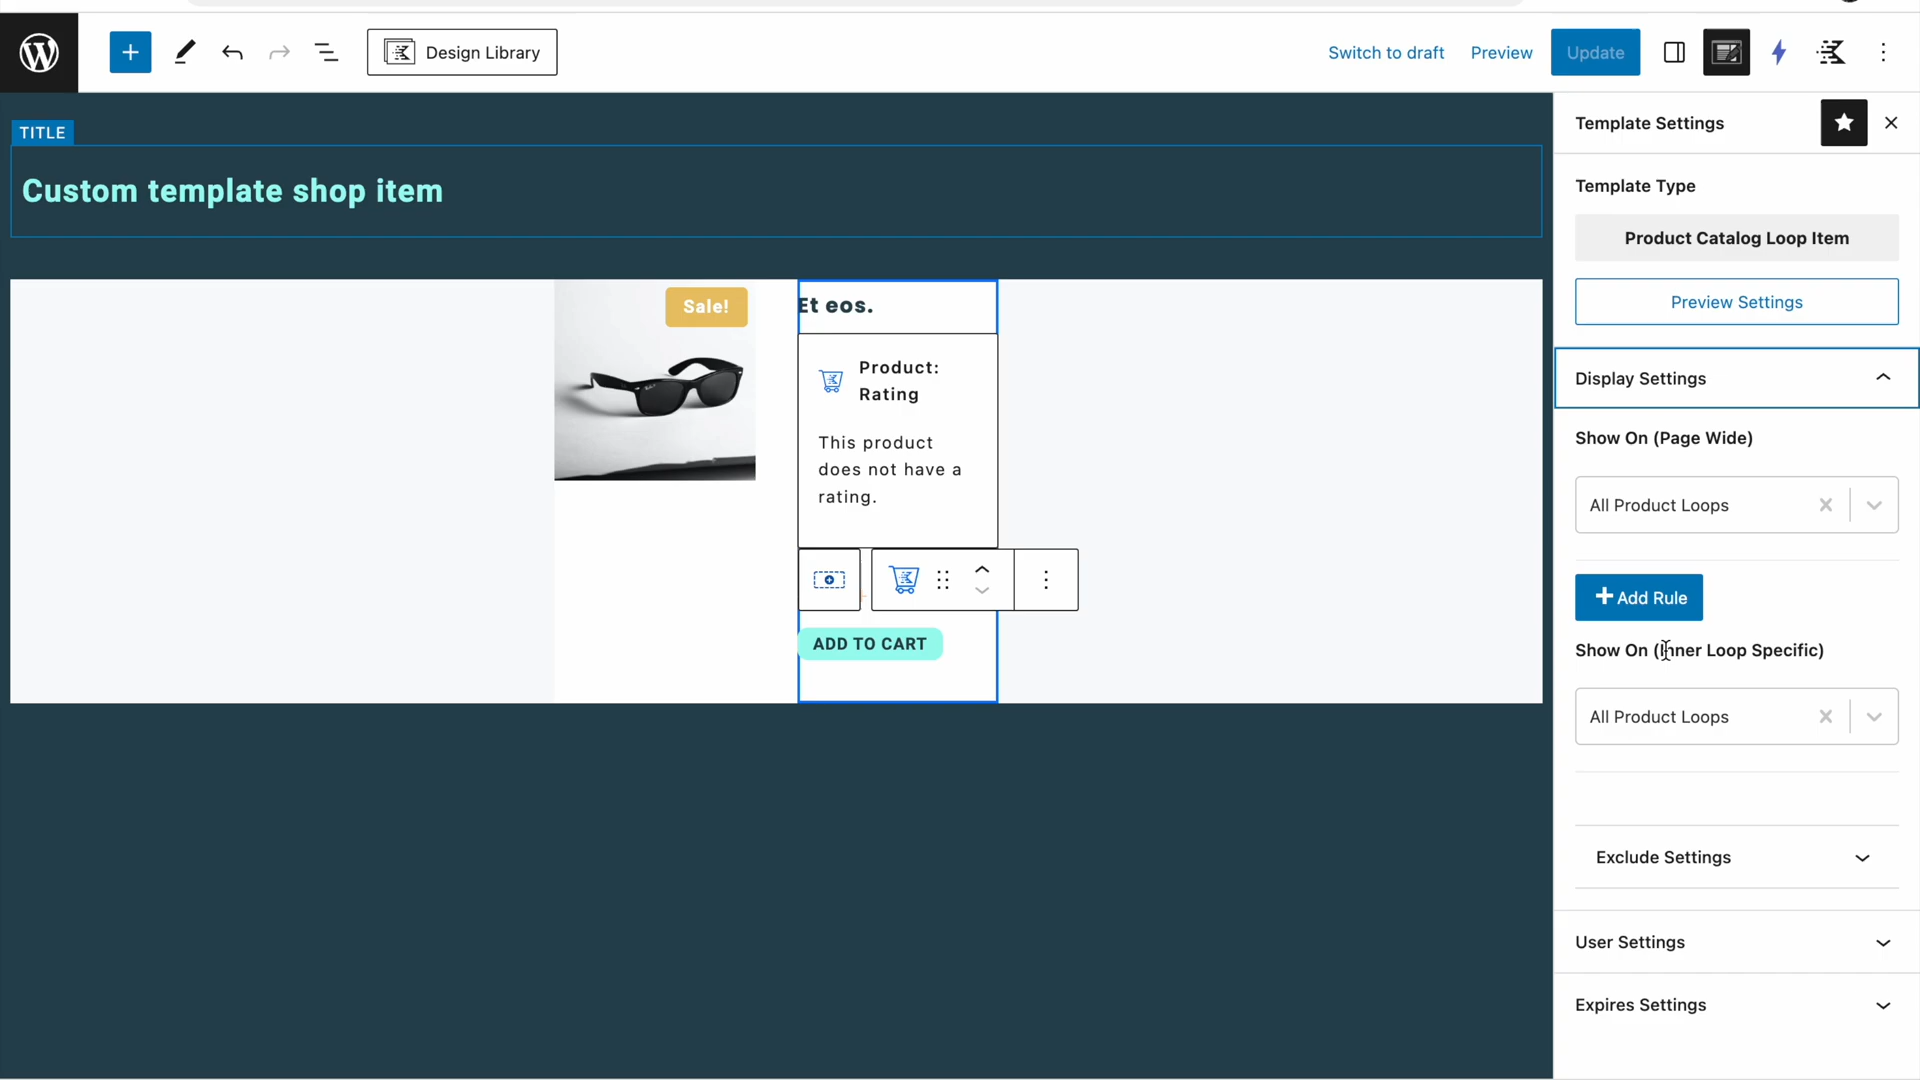 Design Library
Switch to draft
Preview
Update
TITLE
Custom template shop item
Sale!
Et eos.
Product:
Rating
This product
does not have a
rating.
ADD TO CART
Template Settings
Template Type
Product Catalog Loop Item
Preview Settings
Display Settings
Show On (Page Wide)
All Product Loops
Add Rule
Show On (Inner Loop Specific)
All Product Loops
Exclude Settings
User Settings
Expires Settings